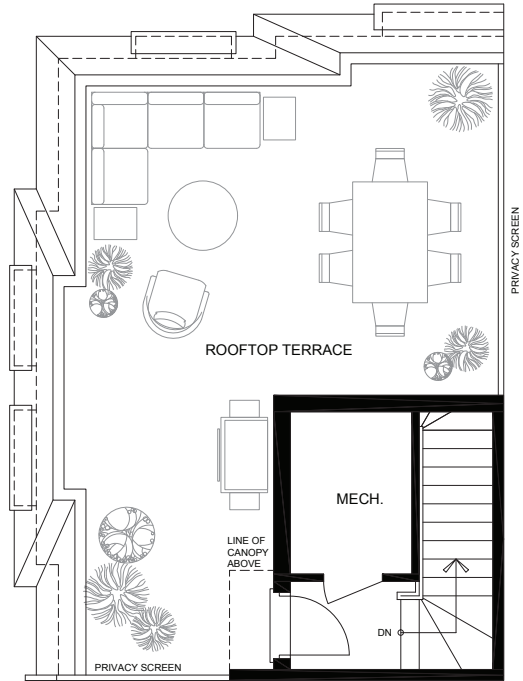 PRIVACY SCREEN
ROOFTOP TERRACE
MECH.
LINE OF
CANOPY
ABOVE
DN
PRIVACY SCREEN